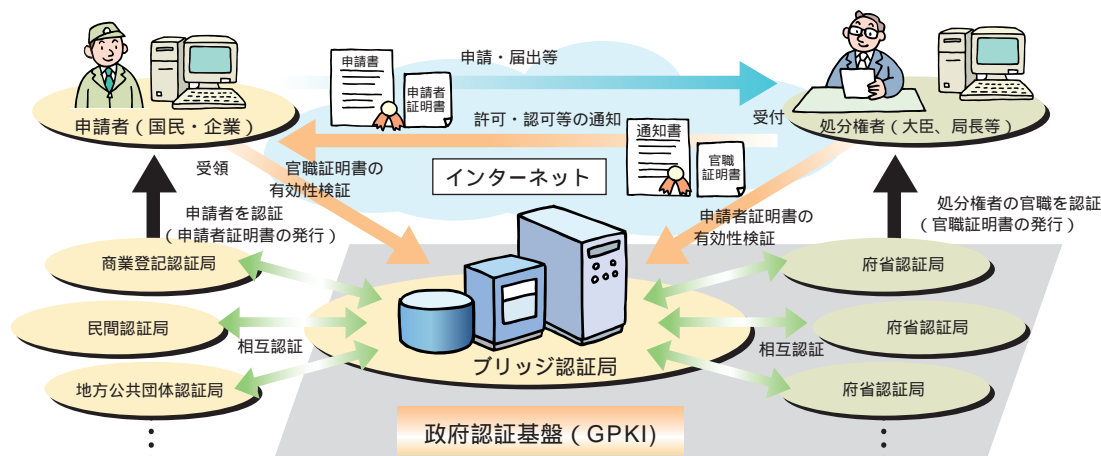 申請書
申請者
証明書
申請・届出等
申請者（国民・企業）
許可・認可等の通知
受付
処分権者（大臣、局長等）
通知書
官職
証明書
受領
官職証明書の
有効性検証
インターネット
申請者を認証
（申請者証明書の発行）
申請者証明書の
有効性検証
処分権者の官職を認証
（官職証明書の発行）
商業登記認証局
民間認証局
相互認証
地方公共団体認証局
ブリッジ認証局
府省認証局
府省認証局
相互認証
府省認証局
政府認証基盤（GPKI)